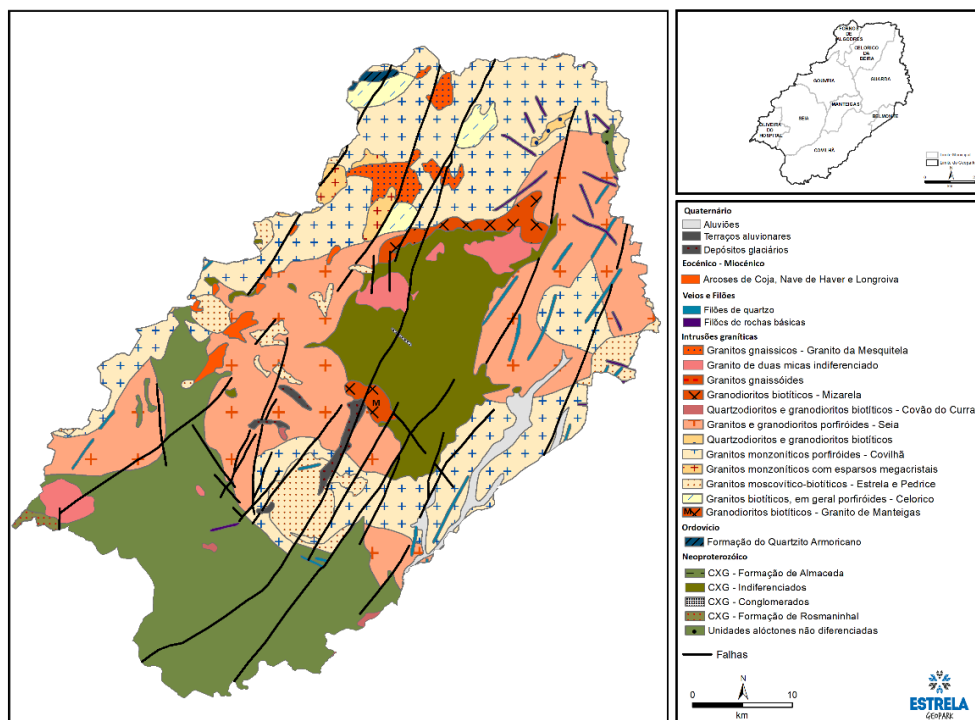 FORNOS
DE
ALGODRES
CELORICO
DE
BEIRA
GOUVEIA
GUARDA
MANTEIGAS
SEIA
BELMONTE
OLIVEIRA
DO
HOSPITAL
COVILHÃ
N
km
Quaternário
Aluviões
Terraços aluvionares
Depósitos glaciários
Eocénico - Miocénico
Arcoses de Coja, Nave de Haver e Longroiva
Veios e Filões
Filões de quartzo
Filões de rochas básicas
Intrusões graníticas
Granitos gnaissicos - Granito da Mesquitela
Granito de duas micas indiferenciado
Granitos gnaissóides
Granodioritos biotíticos - Mizarela
Quartzodioritos e granodioritos biotíticos - Covão do Curra
Granitos e granodioritos porfiróides - Seia
Quartzodioritos e granodioritos biotíticos
Granitos monzoníticos porfiróides - Covilhã
Granitos monzoníticos com esparsos megacristais
Granitos moscovítico-biotíticos - Estrela e Pedrice
Granitos biotíticos, em geral porfiróides - Celorico
M Granodioritos biotíticos - Granito de Manteigas
Ordovício
Formação do Quartzito Armoricano
Neoproterozóico
CXG - Formação de Almaceda
CXG - Indiferenciados
CXG - Conglomerados
CXG - Formação de Rosmaninhal
Unidades alóctones não diferenciadas
Falhas
M
N
0 10
km
ESTRELA
GEOPARK